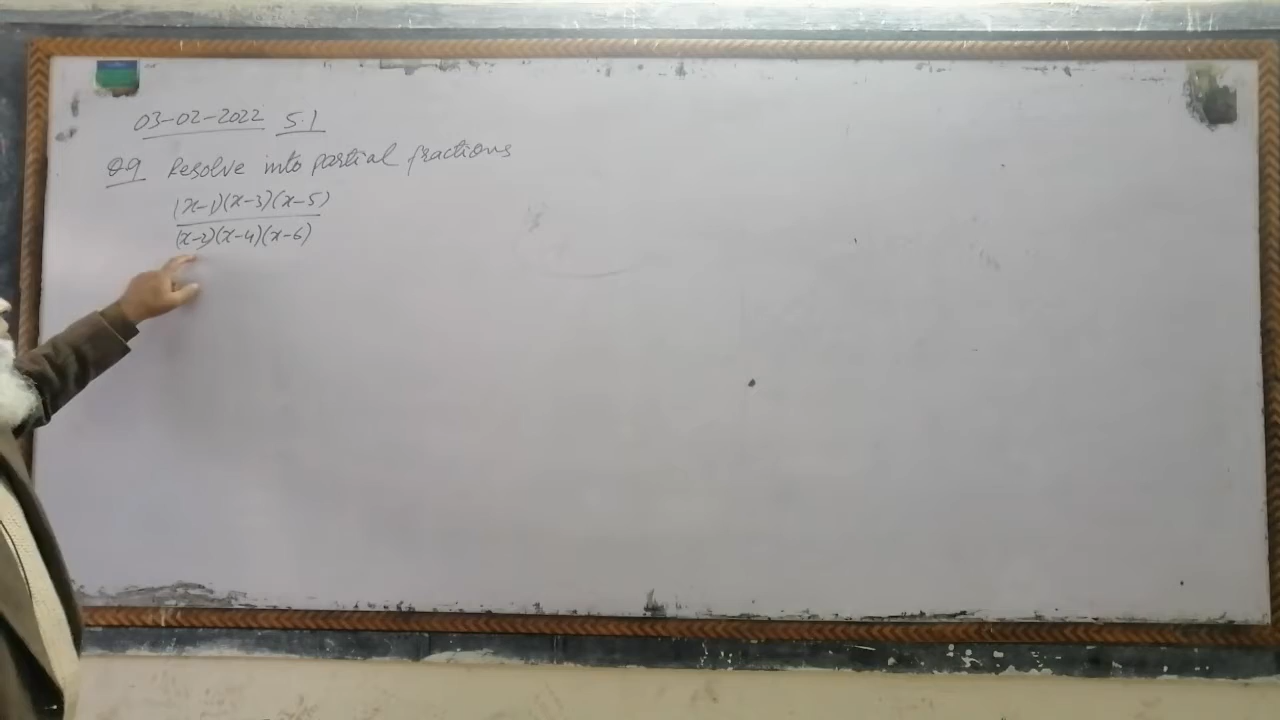 03-02-2022 5.1
Q9 Resolve into partial fractions
(x-1)(x-3)(x-5)
(x-2)(x-4)(x-6)